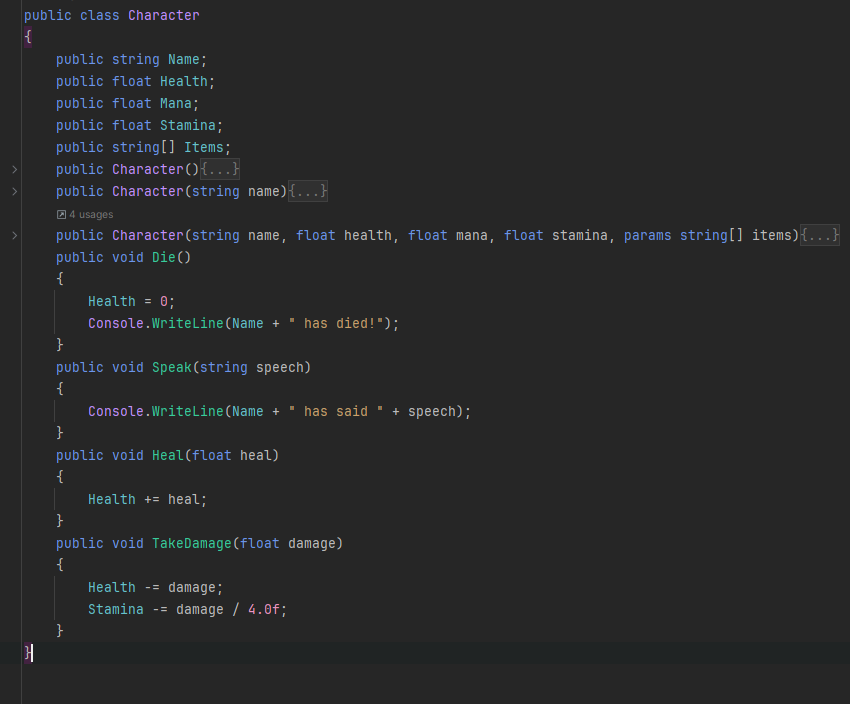 public class Character
{
    public string Name;
    public float Health;
    public float Mana;
    public float Stamina;
    public string[] Items;
    public Character(){...}
    public Character(string name){...}
    4 usages
    public Character(string name, float health, float mana, float stamina, params string[] items){...}
    public void Die()
    {
        Health = 0;
        Console.WriteLine(Name + " has died!");
    }
    public void Speak(string speech)
    {
        Console.WriteLine(Name + " has said " + speech);
    }
    public void Heal(float heal)
    {
        Health += heal;
    }
    public void TakeDamage(float damage)
    {
        Health -= damage;
        Stamina -= damage / 4.0f;
    }
}